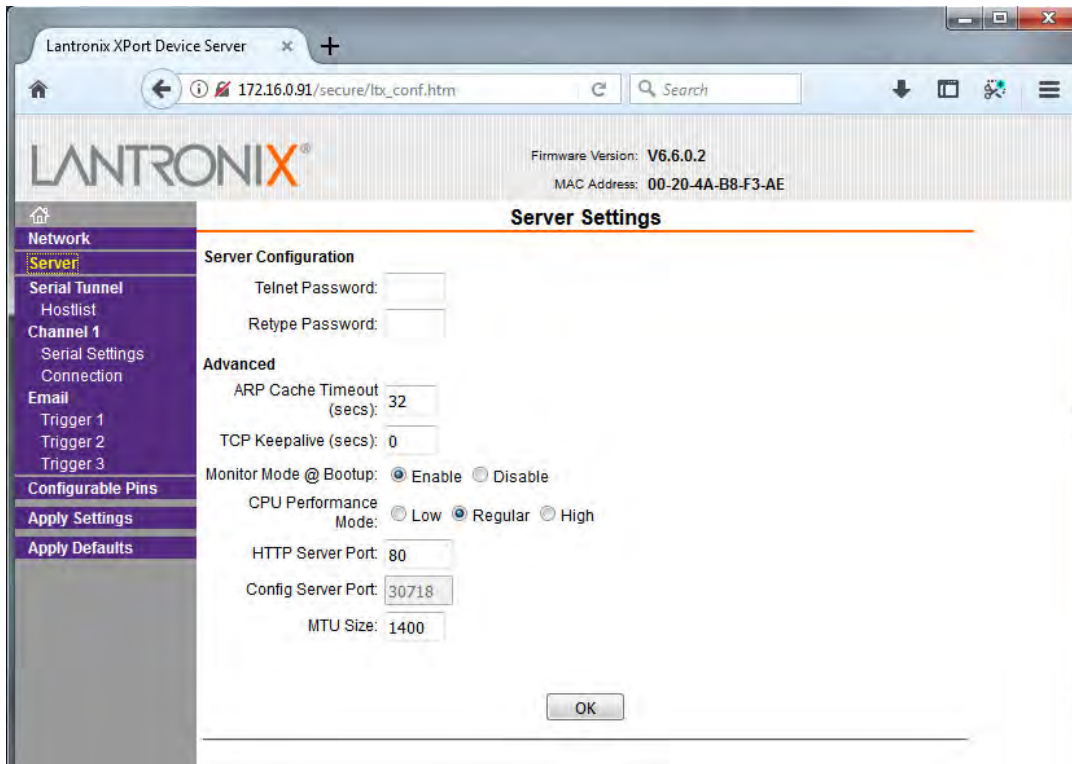 Lantronix XPort Device Server
172.16.0.91/secure/ltx_conf.htm
Search
LANTRONIX®
Firmware Version: V6.6.0.2
MAC Address: 00-20-4A-B8-F3-AE
Network
Server
Serial Tunnel
Hostlist
Channel 1
Serial Settings
Connection
Email
Trigger 1
Trigger 2
Trigger 3
Configurable Pins
Apply Settings
Apply Defaults
Server Settings
Server Configuration
Telnet Password:
Retype Password:
Advanced
ARP Cache Timeout
(secs): 32
TCP Keepalive (secs): 0
Monitor Mode @ Bootup: Enable Disable
CPU Performance
Mode: Low Regular High
HTTP Server Port: 80
Config Server Port: 30718
MTU Size: 1400
OK